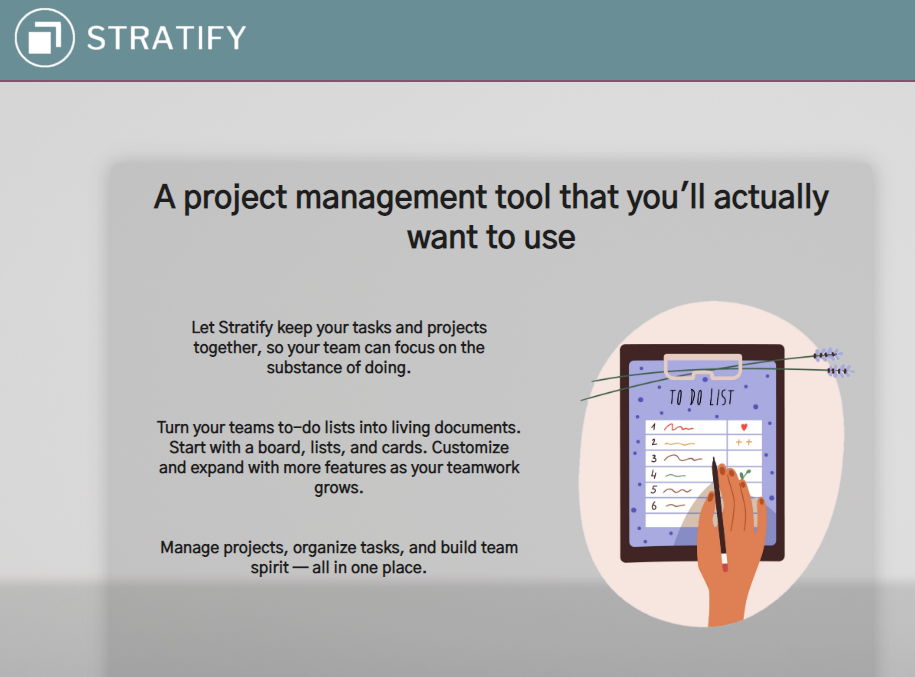 STRATIFY
A project management tool that you'll actually
want to use
Let Stratify keep your tasks and projects
together, so your team can focus on the
substance of doing.
Turn your teams to-do lists into living documents.
Start with a board, lists, and cards. Customize
and expand with more features as your teamwork
grows.
Manage projects, organize tasks, and build team
spirit — all in one place.
TO DO LIST
1
2
3
4
5
6